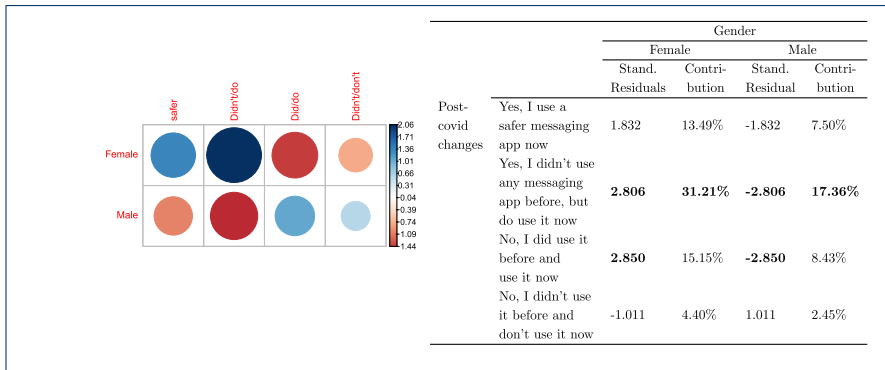 safer
Didn't/do
Did/do
Didn't/don't
Female
Male
2.06
1.71
1.36
1.01
0.66
0.31
0.04
0.39
0.74
1.09
1.44
Gender
Female Male
Stand. Contri- Stand. Contri-
Residuals bution Residual bution
Post- Yes, I use a
covid safer messaging 1.832 13.49% -1.832 7.50%
changes app now
Yes, I didn't use
any messaging
app before, but 2.806 31.21% -2.806 17.36%
do use it now
No, I did use it
before and 2.850 15.15% -2.850 8.43%
use it now
No, I didn't use
it before and -1.011 4.40% 1.011 2.45%
don't use it now